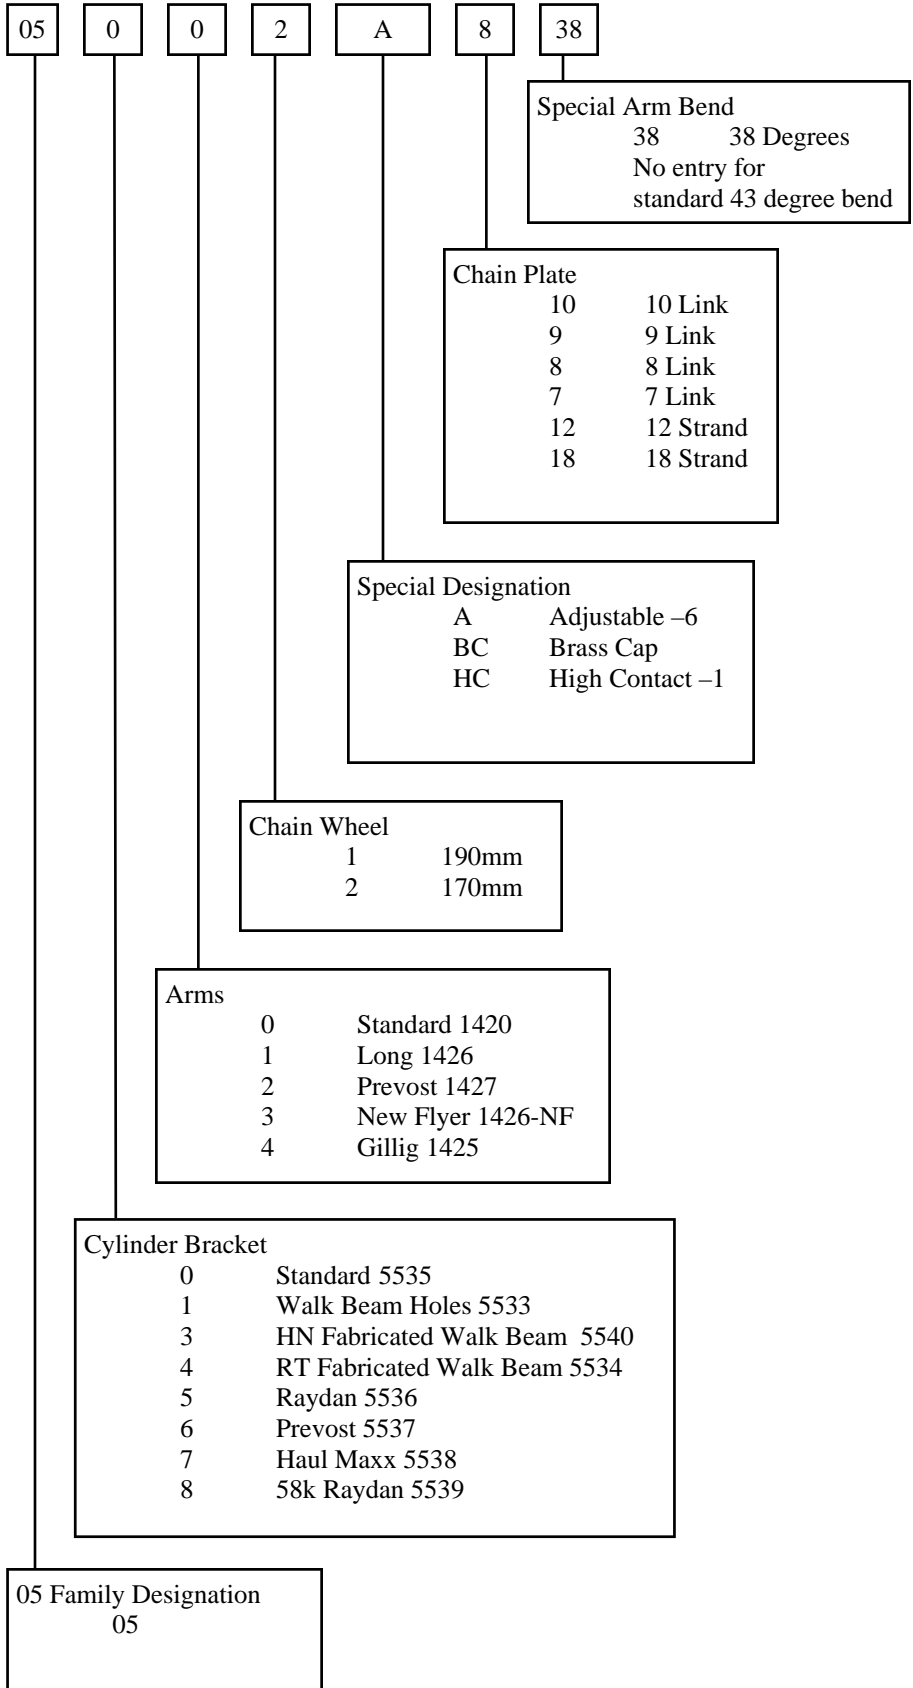 05 0 0 2 A 8 38
Special Arm Bend
38 38 Degrees
No entry for
standard 43 degree bend
Chain Plate
10 10 Link
9 9 Link
8 8 Link
7 7 Link
12 12 Strand
18 18 Strand
Special Designation
A Adjustable –6
BC Brass Cap
HC High Contact –1
Chain Wheel
1 190mm
2 170mm
Arms
0 Standard 1420
1 Long 1426
2 Prevost 1427
3 New Flyer 1426-NF
4 Gillig 1425
Cylinder Bracket
0 Standard 5535
1 Walk Beam Holes 5533
3 HN Fabricated Walk Beam 5540
4 RT Fabricated Walk Beam 5534
5 Raydan 5536
6 Prevost 5537
7 Haul Maxx 5538
8 58k Raydan 5539
05 Family Designation
05